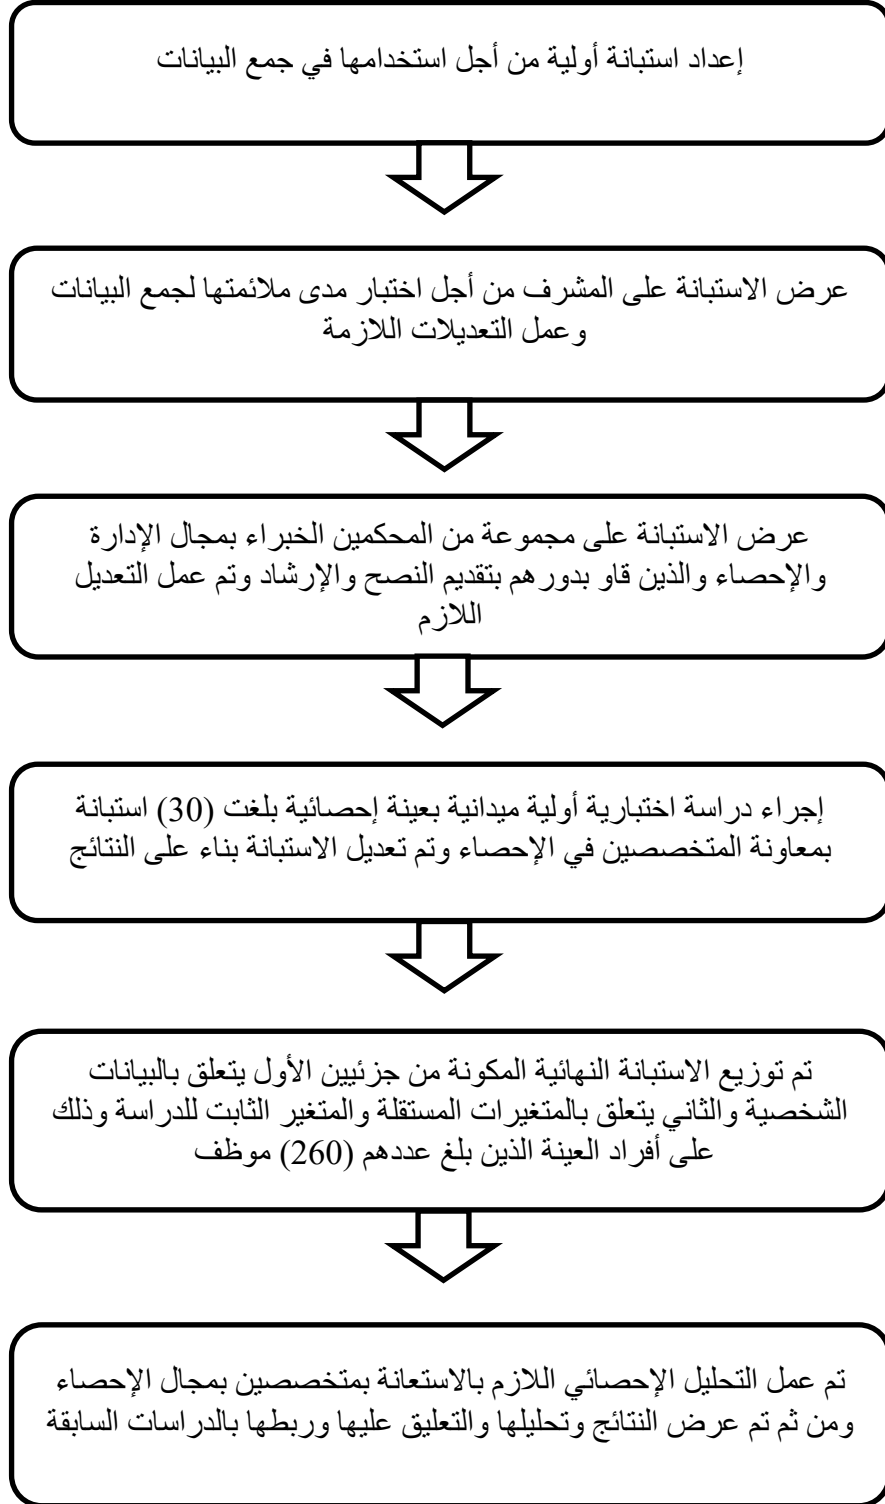 إعداد استبانة أولية من أجل استخدامها في جمع البيانات
عرض الاستبانة على المشرف من أجل اختبار مدى ملائمتها لجمع البيانات
وعمل التعديلات اللازمة
عرض الاستبانة على مجموعة من المحكمين الخبراء بمجال الإدارة
والإحصاء والذين قاو بدورهم بتقديم النصح والإرشاد وتم عمل التعديل
اللازم
إجراء دراسة اختبارية أولية ميدانية بعينة إحصائية بلغت (30) استبانة
بمعاونة المتخصصين في الإحصاء وتم تعديل الاستبانة بناء على النتائج
تم توزيع الاستبانة النهائية المكونة من جزئيين الأول يتعلق بالبيانات
الشخصية والثاني يتعلق بالمتغيرات المستقلة والمتغير الثابت للدراسة وذلك
على أفراد العينة الذين بلغ عددهم (260) موظف
تم عمل التحليل الإحصائي اللازم بالاستعانة بمتخصصين بمجال الإحصاء
ومن ثم تم عرض النتائج وتحليلها والتعليق عليها وربطها بالدراسات السابقة